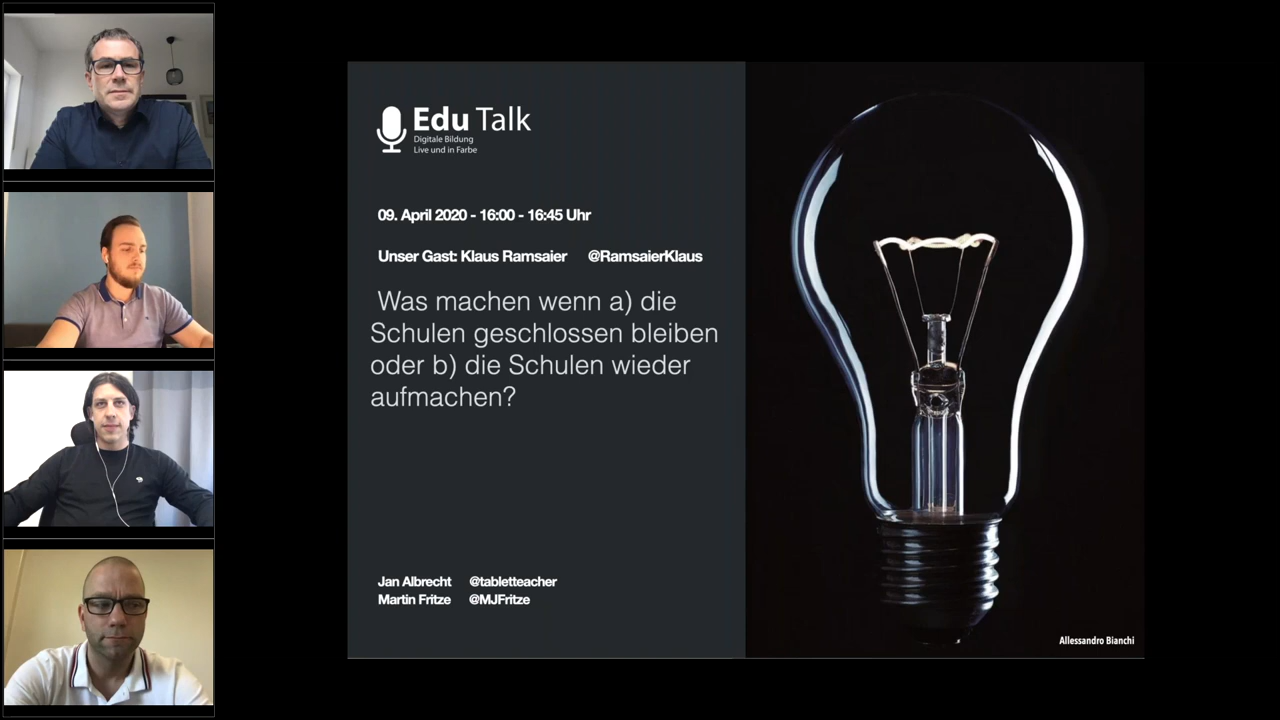 Edu Talk
Digitale Bildung
Live und in Farbe
09. April 2020 - 16:00 - 16:45 Uhr
Unser Gast: Klaus Ramsaier @RamsaierKlaus
Was machen wenn a) die
Schulen geschlossen bleiben
oder b) die Schulen wieder
aufmachen?
Jan Albrecht @tabletteacher
Martin Fritze @MJFritze
Allessandro Bianchi